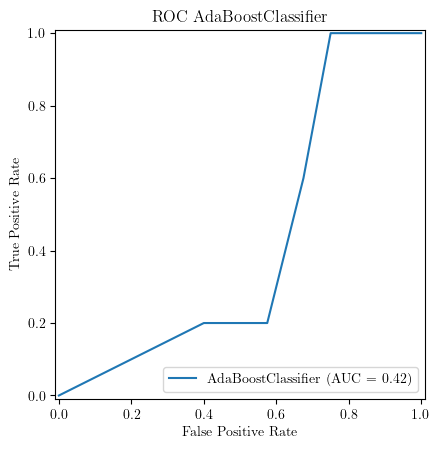 ROC AdaBoostClassifier
1.0
0.8
0.6
0.4
0.2
0.0
True Positive Rate
AdaBoostClassifier (AUC = 0.42)
0.0 0.2 0.4 0.6 0.8 1.0
False Positive Rate